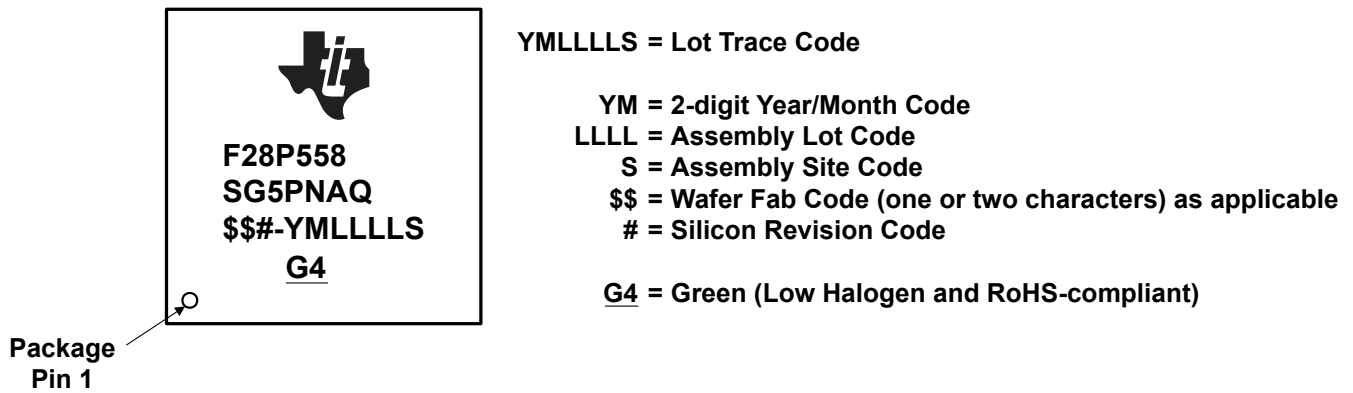 F28P558
SG5PNAQ
$$#-YMLLLLS
G4
Package
Pin 1
YMLLLLS = Lot Trace Code
YM = 2-digit Year/Month Code
LLLL = Assembly Lot Code
S = Assembly Site Code
$$ = Wafer Fab Code (one or two characters) as applicable
# = Silicon Revision Code
G4 = Green (Low Halogen and RoHS-compliant)